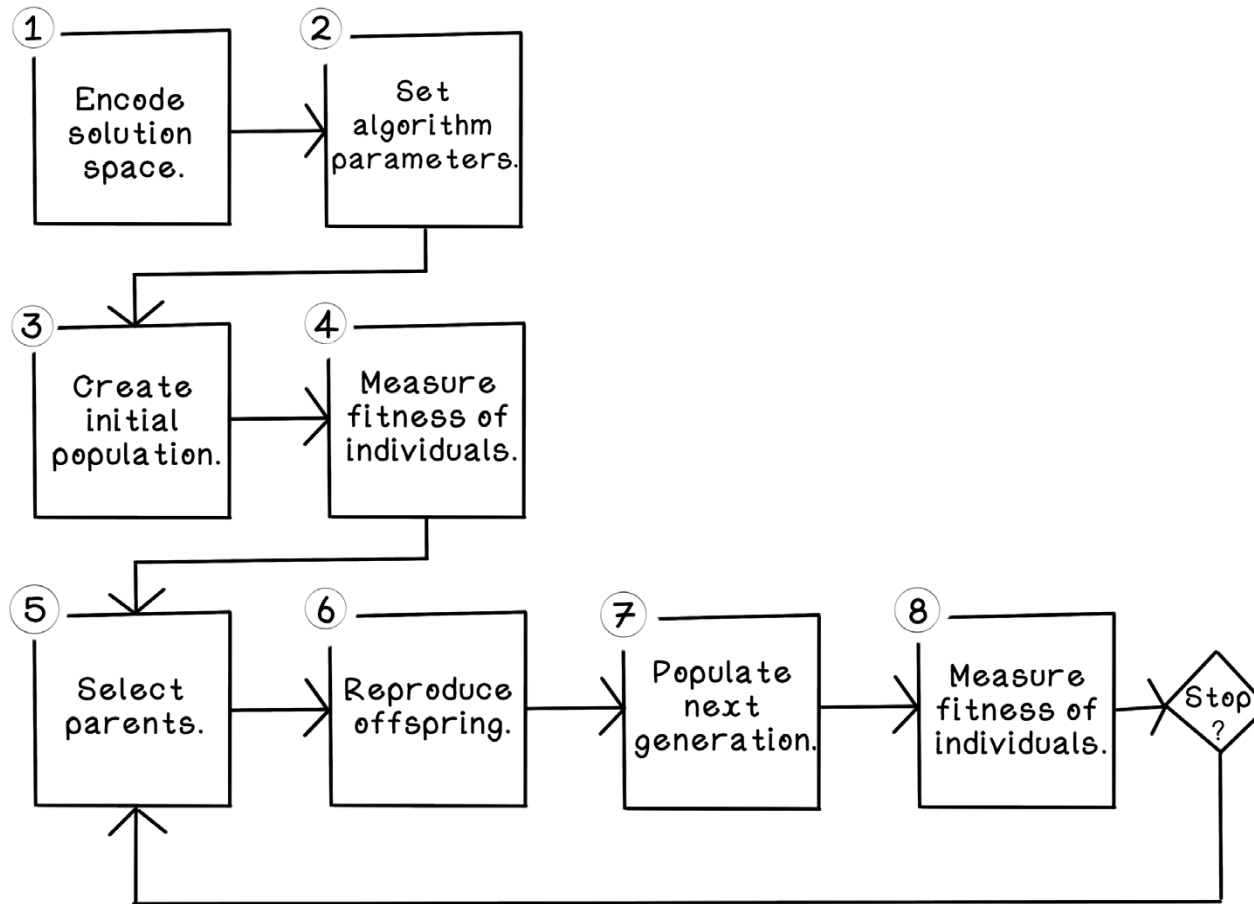 1
Encode
solution
space.
2
Set
algorithm
parameters.
3
Create
initial
population.
4
Measure
fitness of
individuals.
5
Select
parents.
6
Reproduce
offspring.
7
Populate
next
generation.
8
Measure
fitness of
individuals.
Stop
?